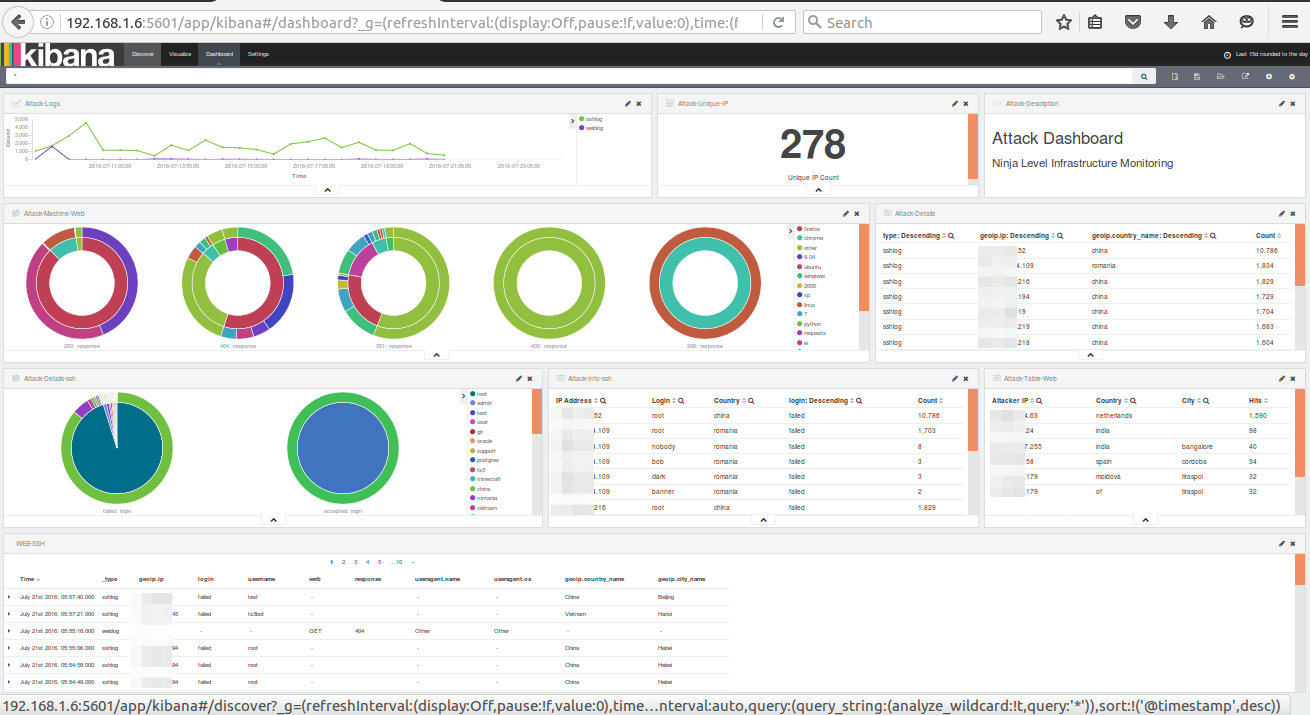 192.168.1.6:5601/app/kibana#/dashboard?_g=(refreshInterval:(display:Off,pause:!f,value:0),time:(f
Search
kibana Discover Visualize Dashboard Settings Last 15d rounded to the day
*
Attack-Logs
Count
5,000
4,000
3,000
2,000
1,000
0
2016-07-11 05:30 2016-07-13 05:30 2016-07-15 05:30 2016-07-17 05:30 2016-07-19 05:30 2016-07-21 05:30 2016-07-23 05:30
Time
sshlog
weblog
Attack-Unique-IP
278
Unique IP Count
Attack-Description
Attack Dashboard
Ninja Level Infrastructure Monitoring
Attack-Machine-Web
200: response
404: response
301: response
400: response
206: response
firefox
chrome
other
9.04
ubuntu
windows
2000
xp
linux
7
python
requests
ie
Attack-Details
type: Descending geoip.ip: Descending geoip.country_name: Descending Count
sshlog .52 china 10,786
sshlog 4.109 romania 1,834
sshlog .216 china 1,829
sshlog .194 china 1,729
sshlog .19 china 1,704
sshlog .219 china 1,683
sshlog .218 china 1,604
Attack-Details-ssh
failed: login
accepted: login
root
admin
test
user
git
oracle
support
postgres
ts3
minecraft
china
romania
vietnam
Attack-Info-ssh
IP Address Login Country login: Descending Count
.52 root china failed 10,786
4.109 root romania failed 1,703
4.109 nobody romania failed 8
4.109 bob romania failed 3
4.109 dark romania failed 3
4.109 banner romania failed 2
.216 root china failed 1,829
Attack-Table-Web
Attacker IP Country City Hits
4.63 netherlands 1,590
.24 india 98
7.255 india bangalore 40
.58 spain córdoba 34
.179 moldova tiraspol 32
.179 of tiraspol 32
WEB-SSH
1 2 3 4 5 ...10 »
Time _type geoip.ip login username verb response useragent.name useragent.os geoip.country_name geoip.city_name
July 21st 2016, 05:57:40.000 sshlog failed test - - - - China Beijing
July 21st 2016, 05:57:21.000 sshlog 45 failed ts3bot - - - - Vietnam Hanoi
July 21st 2016, 05:55:16.000 weblog - - GET 404 Other Other - -
July 21st 2016, 05:55:06.000 sshlog 94 failed root - - - China Hebei
July 21st 2016, 05:54:58.000 sshlog 94 failed root - - - China Hebei
July 21st 2016, 05:54:49.000 sshlog 94 failed root - - - China Hebei
192.168.1.6:5601/app/kibana#/discover?_g=(refreshInterval:(display:Off,pause:!f,value:0),time…nterval:auto,query:(query_string:(analyze_wildcard:!t,query:'*')),sort:!('@timestamp',desc))